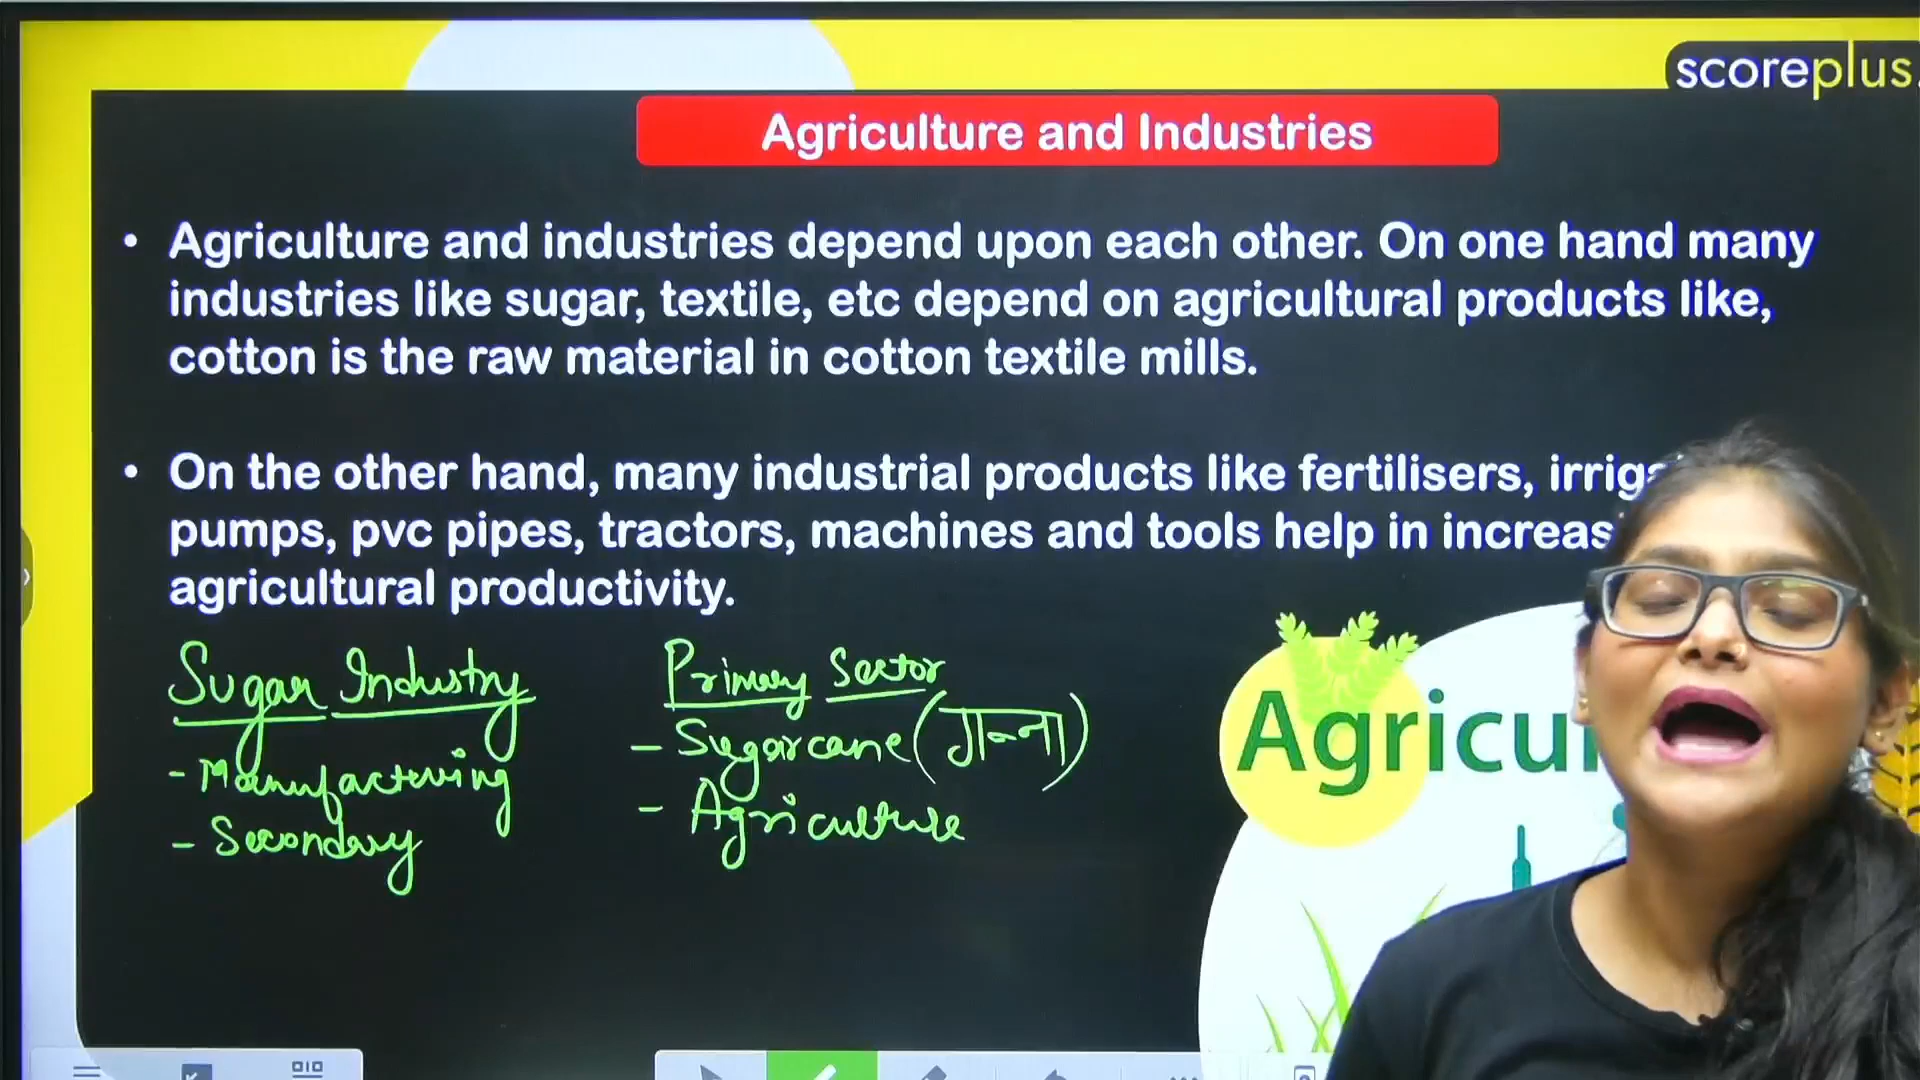 scoreplus.
Agriculture and Industries
• Agriculture and industries depend upon each other. On one hand many
industries like sugar, textile, etc depend on agricultural products like,
cotton is the raw material in cotton textile mills.
• On the other hand, many industrial products like fertilisers, irriga
pumps, pvc pipes, tractors, machines and tools help in increas
agricultural productivity.
Sugar Industry
- Manufacturing
- Secondary
Primary Sector
- Sugarcane (गन्ना)
- Agriculture
Agricu